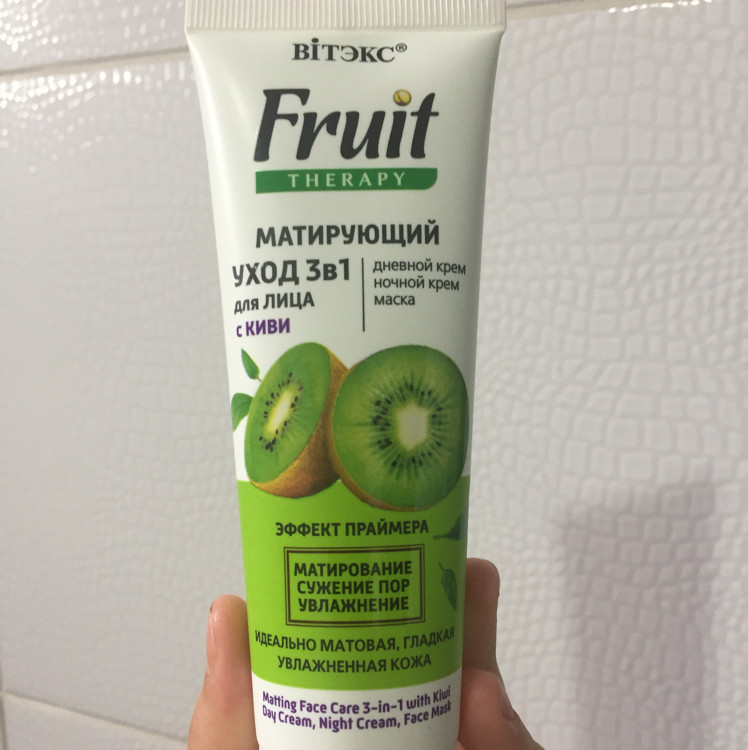 ВіТЭКС®
Fruit
THERAPY
МАТИРУЮЩИЙ
УХОД 3в1
для ЛИЦА
с КИВИ
дневной крем
ночной крем
маска
ЭФФЕКТ ПРАЙМЕРА
МАТИРОВАНИЕ
СУЖЕНИЕ ПОР
УВЛАЖНЕНИЕ
ИДЕАЛЬНО МАТОВАЯ, ГЛАДКАЯ
УВЛАЖНЕННАЯ КОЖА
Matting Face Care 3-in-1 with Kiwi
Day Cream, Night Cream, Face Mask